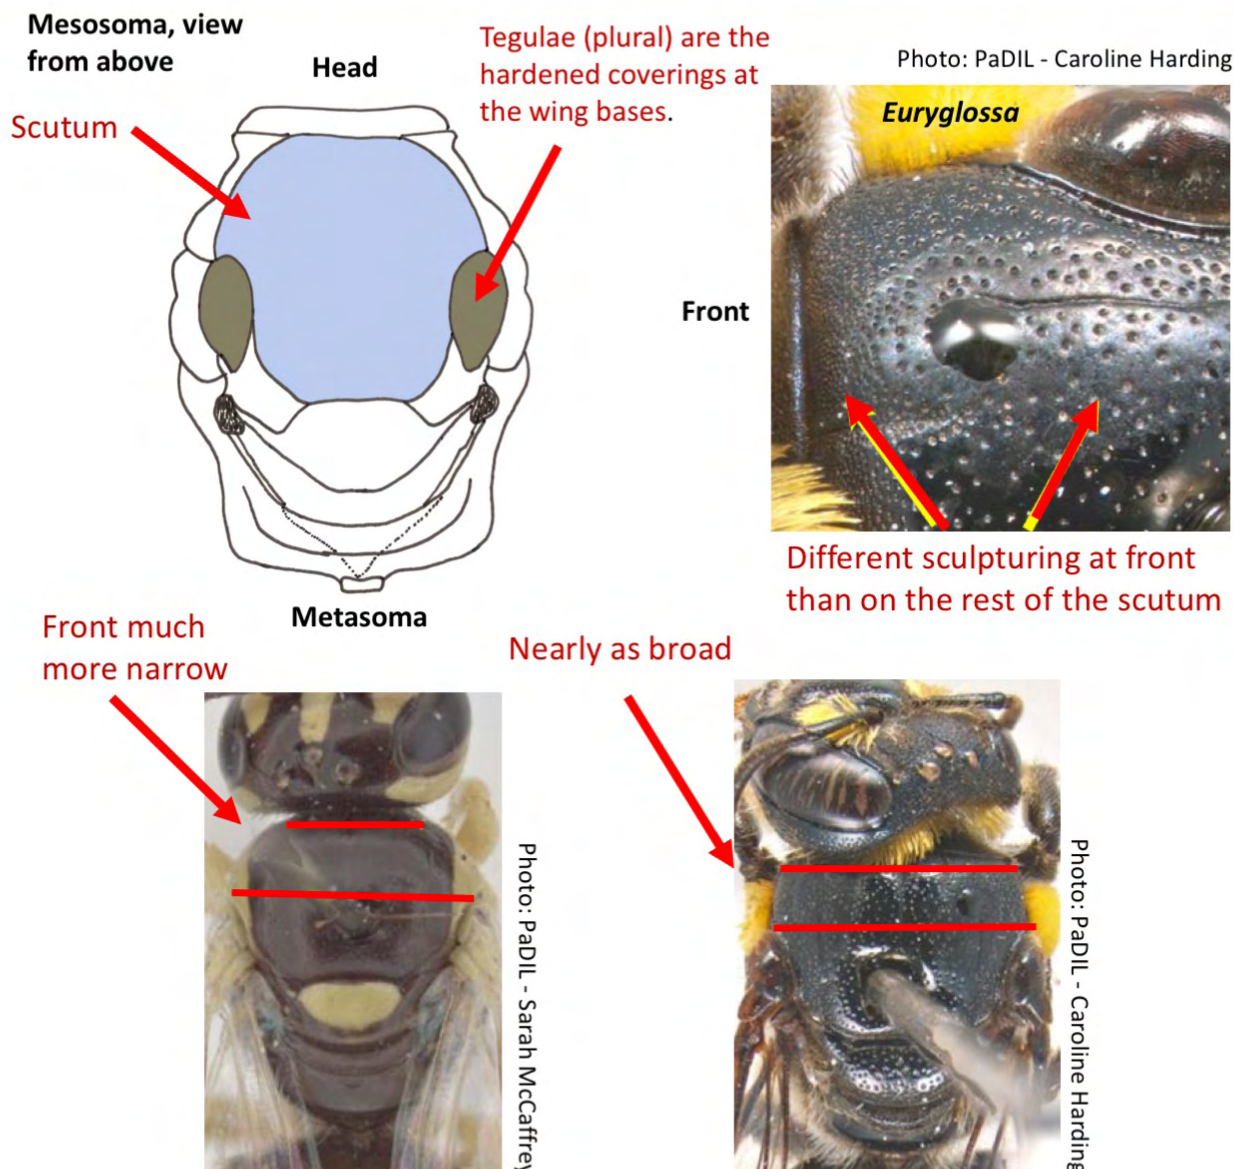 Mesosoma, view
from above
Head
Tegulae (plural) are the
hardened coverings at
the wing bases.
Scutum
Photo: PaDIL - Caroline Harding
Euryglossa
Front
Different sculpturing at front
than on the rest of the scutum
Metasoma
Front much
more narrow
Nearly as broad
Photo: PaDIL - Sarah McCaffrey
Photo: PaDIL - Caroline Harding